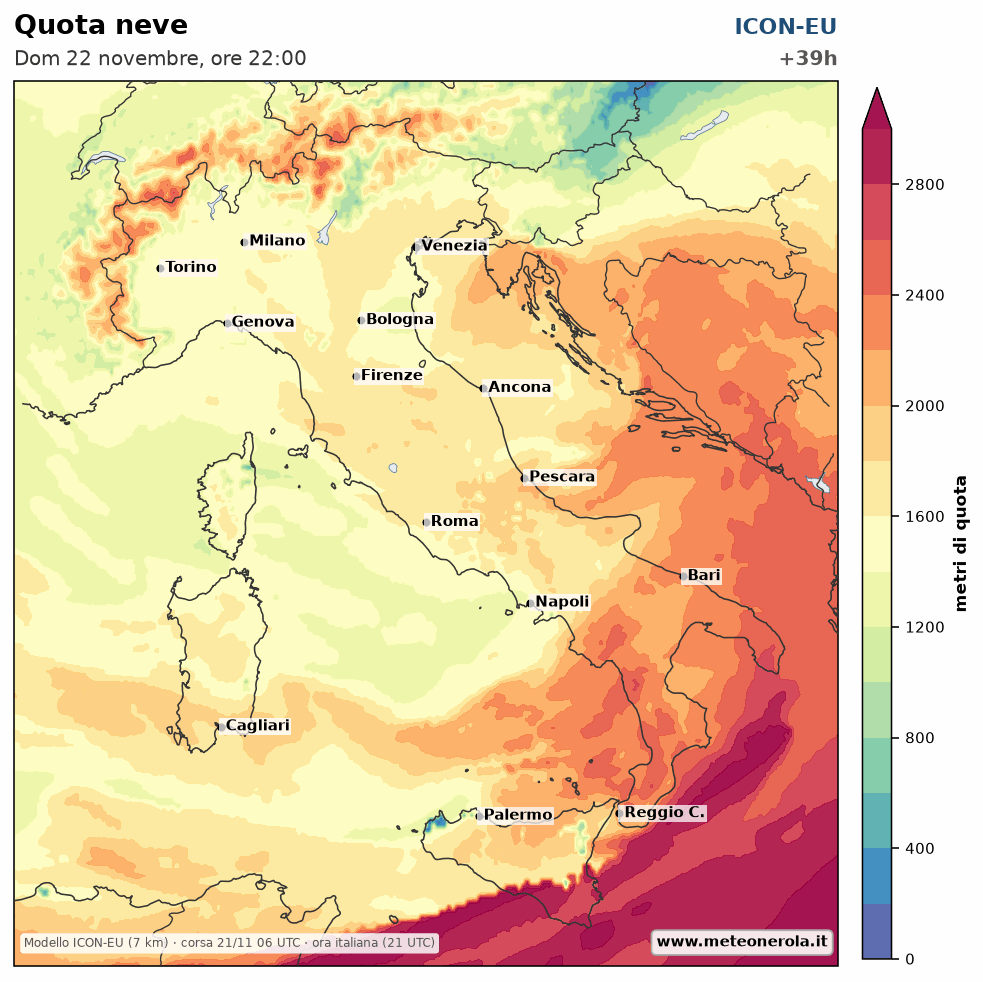 Quota neve
ICON-EU
Dom 22 novembre, ore 22:00
+39h
Milano
Venezia
Torino
Genova
Bologna
Firenze
Ancona
Pescara
Roma
Bari
Napoli
Cagliari
Palermo
Reggio C.
2800
2400
2000
1600
1200
800
400
0
metri di quota
Modello ICON-EU (7 km) · corsa 21/11 06 UTC · ora italiana (21 UTC)
www.meteonerola.it